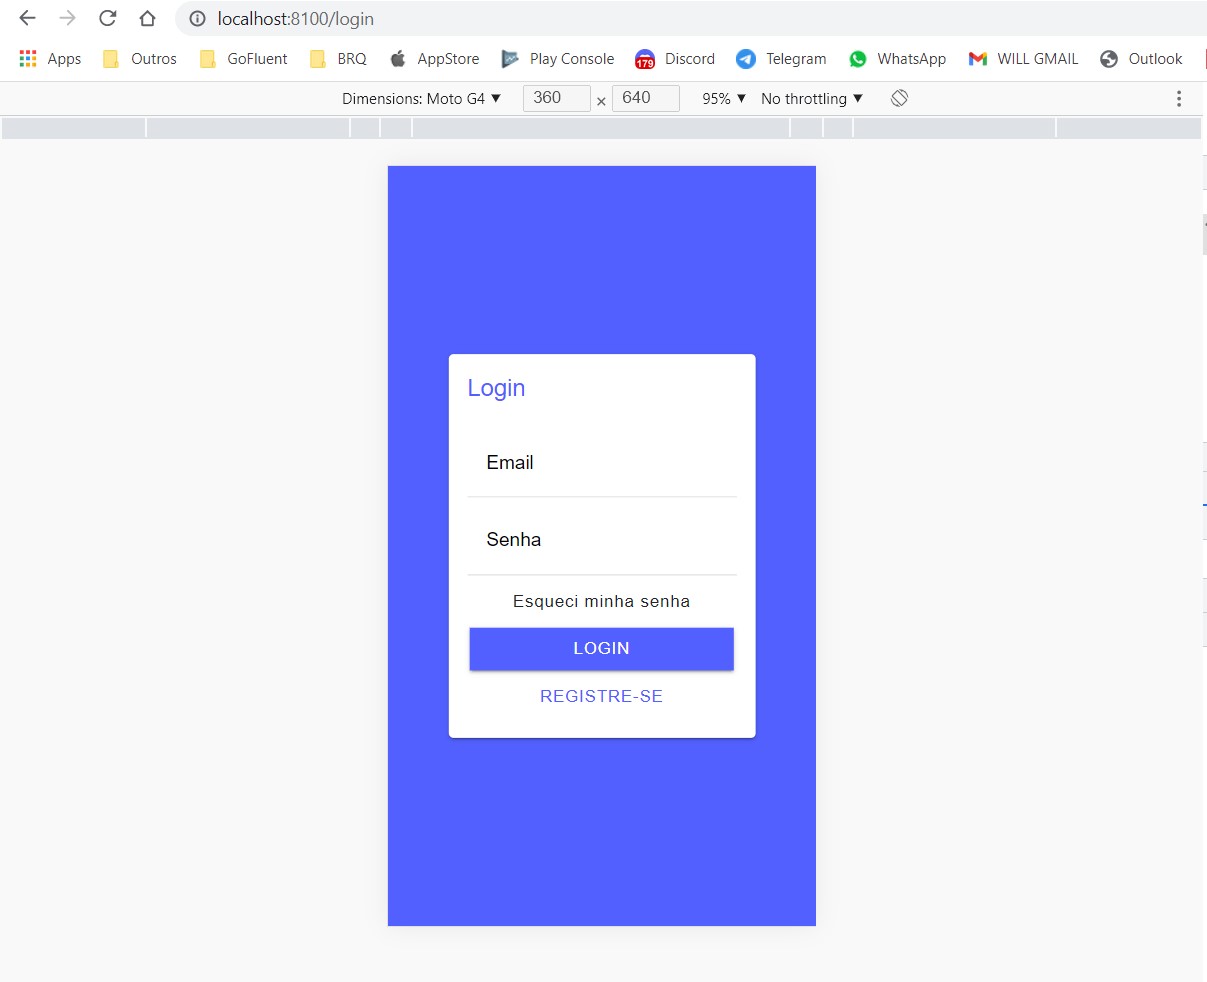 localhost:8100/login
Apps Outros GoFluent BRQ AppStore Play Console 179 Discord Telegram WhatsApp WILL GMAIL Outlook
Dimensions: Moto G4 ▼ 360 × 640 95% ▼ No throttling ▼
Login
Email
Senha
Esqueci minha senha
LOGIN
REGISTRE-SE